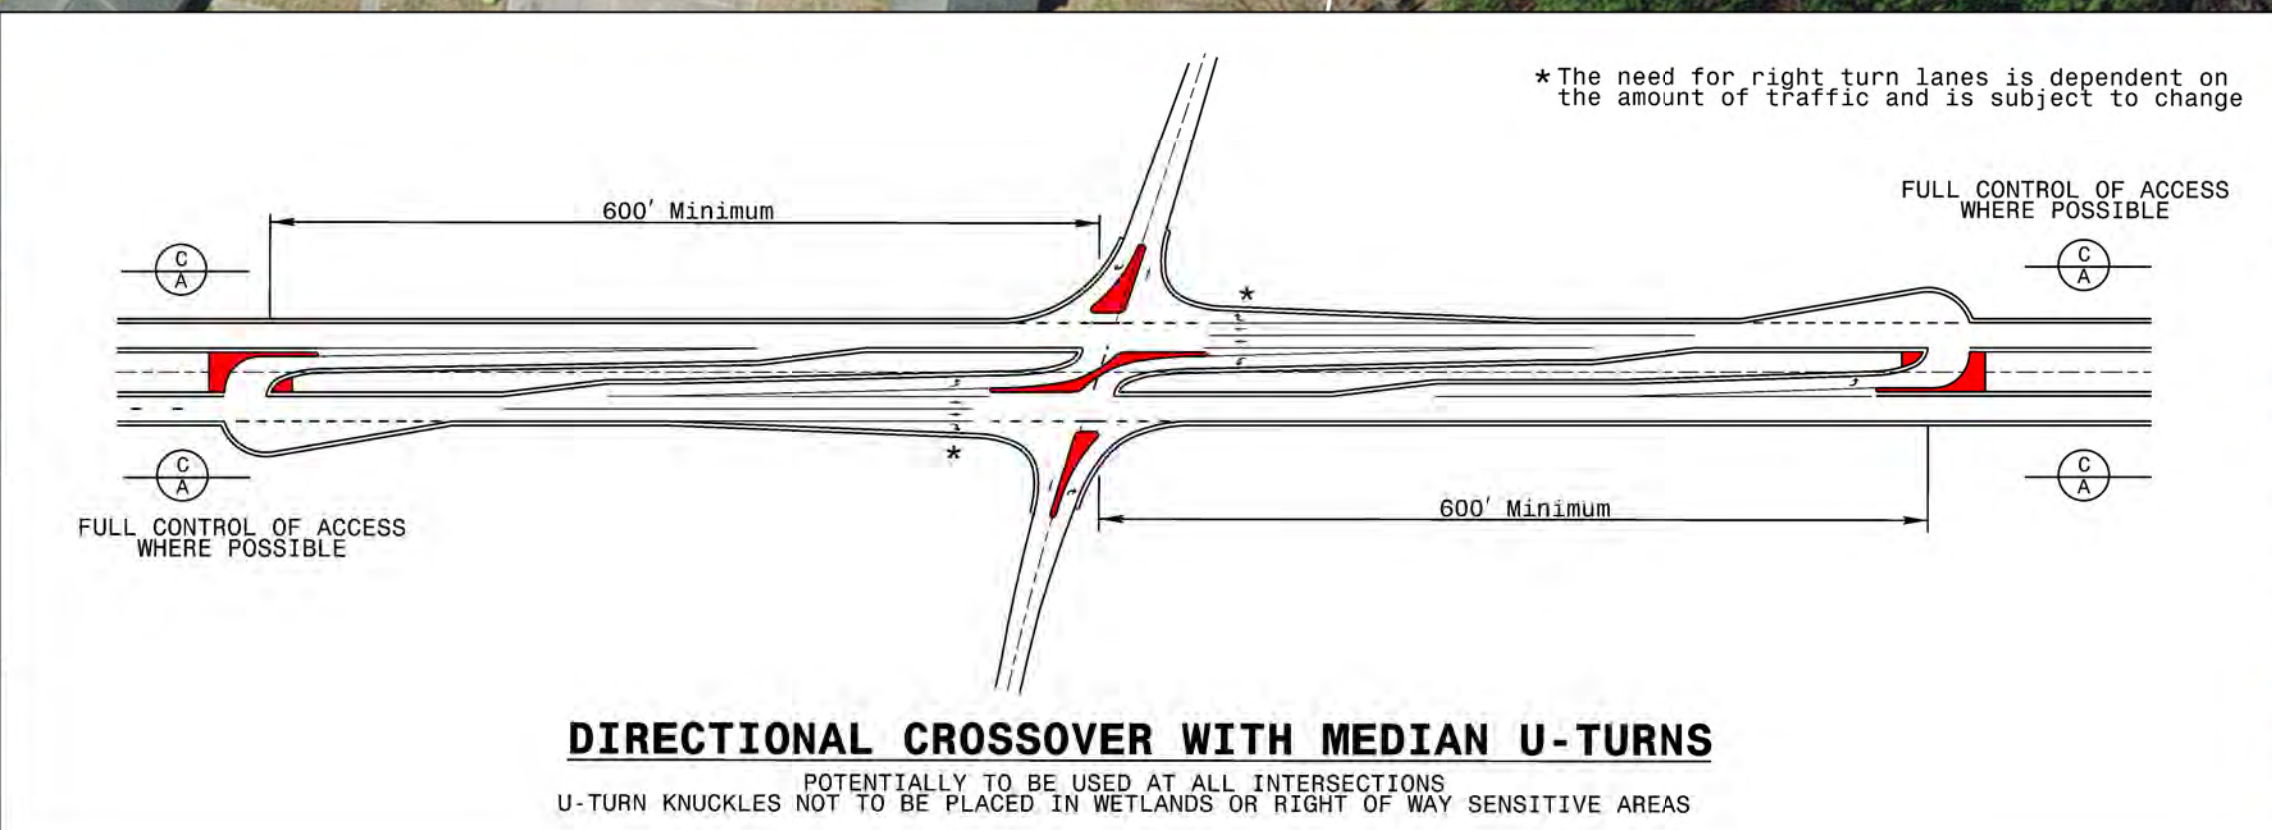 * The need for right turn lanes is dependent on
the amount of traffic and is subject to change
FULL CONTROL OF ACCESS
WHERE POSSIBLE
600' Minimum
C
A
C
A
*
*
C
A
C
A
600' Minimum
FULL CONTROL OF ACCESS
WHERE POSSIBLE
DIRECTIONAL CROSSOVER WITH MEDIAN U-TURNS
POTENTIALLY TO BE USED AT ALL INTERSECTIONS
U-TURN KNUCKLES NOT TO BE PLACED IN WETLANDS OR RIGHT OF WAY SENSITIVE AREAS